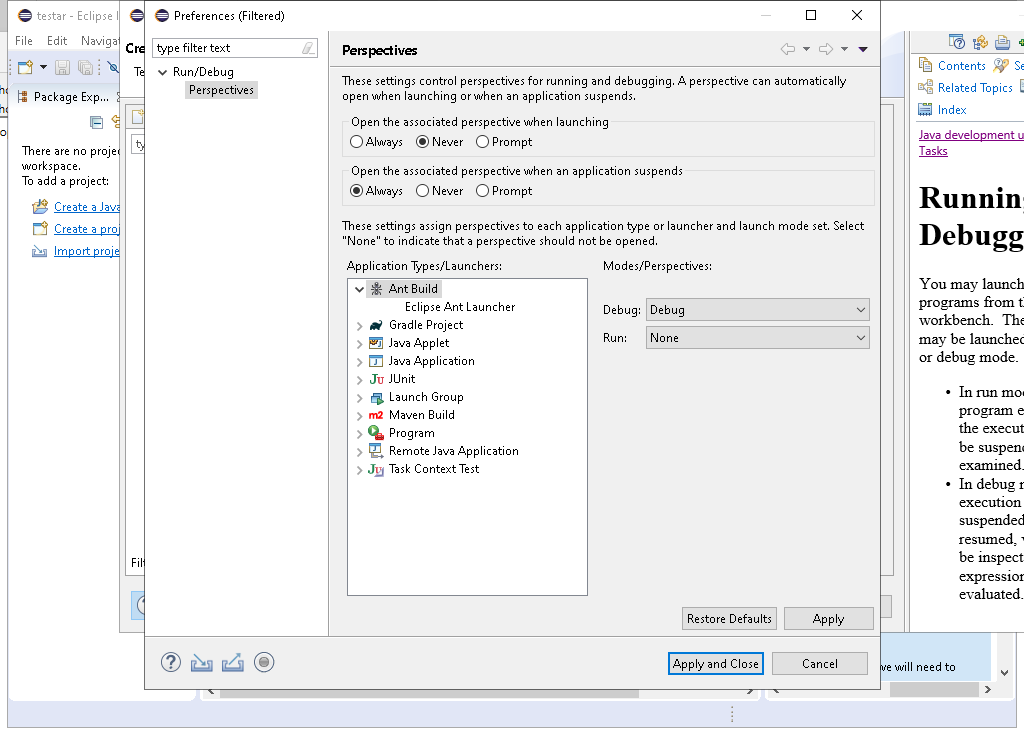 testar - Eclipse I
Preferences (Filtered)
File Edit Naviga
Cre
type filter text
Perspectives
Run/Debug
Perspectives
Package Exp...
These settings control perspectives for running and debugging. A perspective can automatically
open when launching or when an application suspends.
Open the associated perspective when launching
Always Never Prompt
Open the associated perspective when an application suspends
Always Never Prompt
These settings assign perspectives to each application type or launcher and launch mode set. Select
"None" to indicate that a perspective should not be opened.
Application Types/Launchers:
Modes/Perspectives:
Ant Build
Eclipse Ant Launcher
Gradle Project
Java Applet
Java Application
JUnit
Launch Group
Maven Build
Program
Remote Java Application
Task Context Test
Debug: Debug
Run: None
Restore Defaults
Apply
Apply and Close
Cancel
There are no projec
workspace.
To add a project:
Create a Java
Create a proj
Import proje
Te
ty
Filt
Contents Se
Related Topics
Index
Java development u
Tasks
Running
Debugg
You may launch
programs from th
workbench. The
may be launched
or debug mode.
• In run mod
program e
the execut
be suspend
examined.
• In debug m
execution
suspended
resumed, v
be inspect
expression
evaluated.
we will need to